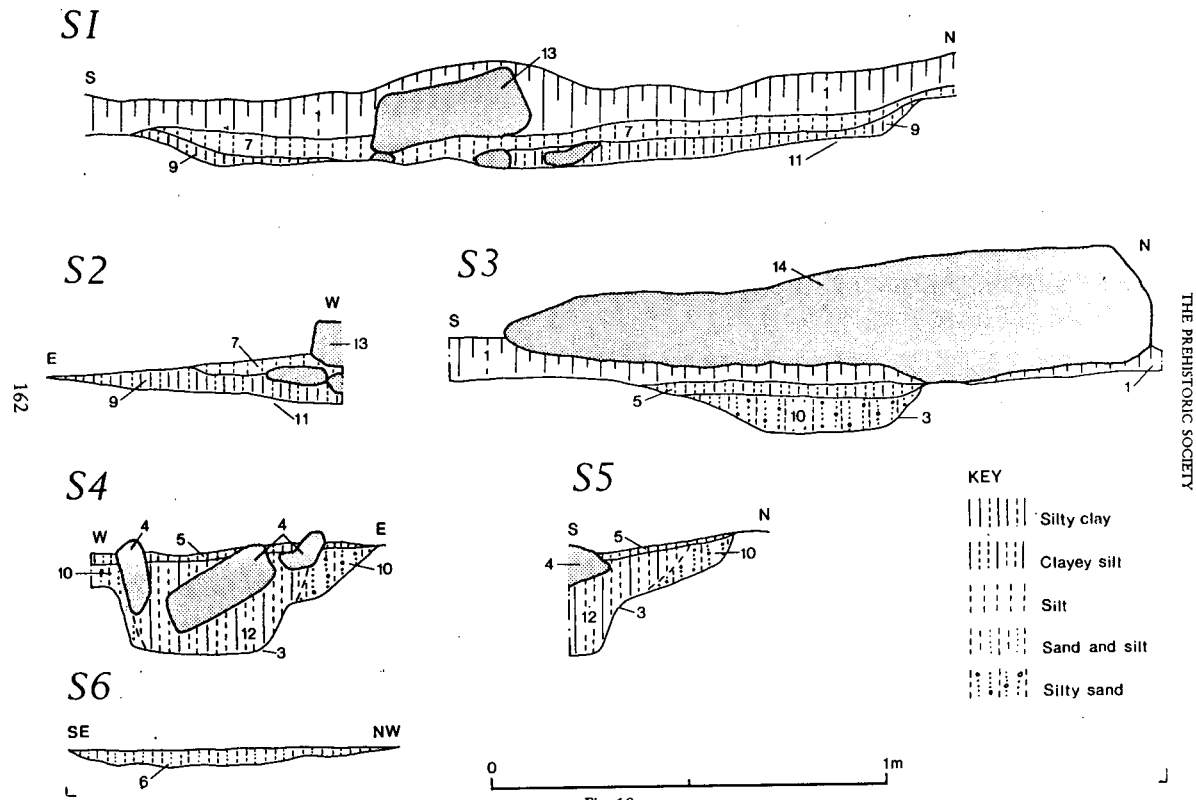 S1
S
N
13
1
1
7
7
9
9
11
S2
W
E
7
13
9
11
S3
14
N
S
1
5
10
3
1
S4
W
4
5
4
E
10
10
12
3
S5
S
5
N
4
10
12
3
S6
SE
NW
6
KEY
Silty clay
Clayey silt
Silt
Sand and silt
Silty sand
0
1m
162
THE PREHISTORIC SOCIETY